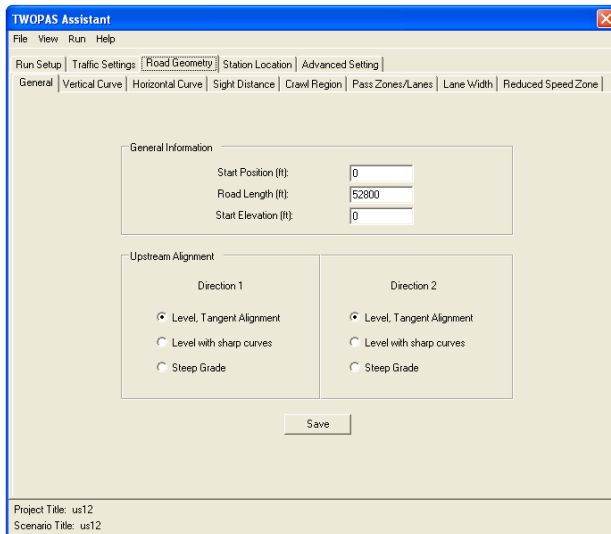 TWOPAS Assistant
File View Run Help
Run Setup Traffic Settings Road Geometry Station Location Advanced Setting
General Vertical Curve Horizontal Curve Sight Distance Crawl Region Pass Zones/Lanes Lane Width Reduced Speed Zone
General Information
Start Position (ft): 0
Road Length (ft): 52800
Start Elevation (ft): 0
Upstream Alignment
Direction 1 Direction 2
Level, Tangent Alignment Level, Tangent Alignment
Level with sharp curves Level with sharp curves
Steep Grade Steep Grade
Save
Project Title: us12
Scenario Title: us12